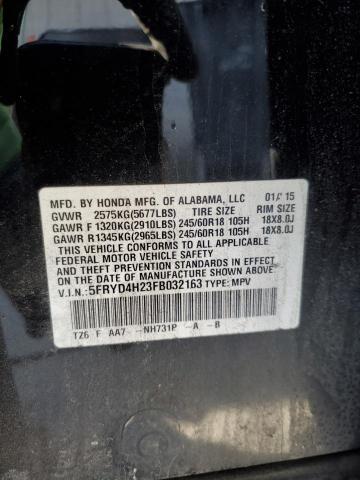 MFD. BY HONDA MFG. OF ALABAMA, LLC 01/15
GVWR 2575KG(5677LBS) TIRE SIZE RIM SIZE
GAWR F 1320KG(2910LBS) 245/60R18 105H 18X8.0J
GAWR R1345KG(2965LBS) 245/60R18 105H 18X8.0J
THIS VEHICLE CONFORMS TO ALL APPLICABLE
FEDERAL MOTOR VEHICLE SAFETY
AND THEFT PREVENTION STANDARDS IN EFFECT
ON THE DATE OF MANUFACTURE SHOWN ABOVE.
V.I.N.:5FRYD4H23FB032163 TYPE: MPV
TZ6 F AA7 -NH731P -A -B